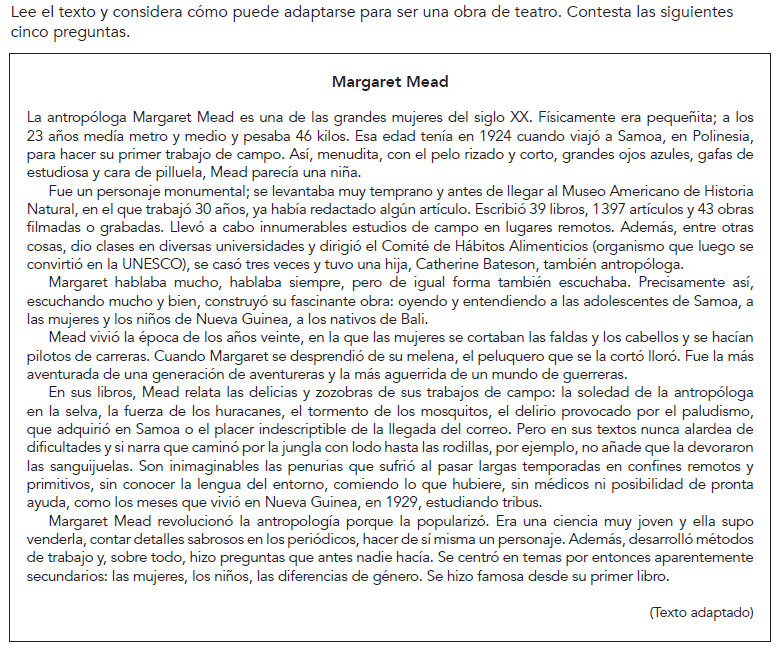 Lee el texto y considera cómo puede adaptarse para ser una obra de teatro. Contesta las siguientes
cinco preguntas.
Margaret Mead
La antropóloga Margaret Mead es una de las grandes mujeres del siglo XX. Físicamente era pequeñita; a los
23 años medía metro y medio y pesaba 46 kilos. Esa edad tenía en 1924 cuando viajó a Samoa, en Polinesia,
para hacer su primer trabajo de campo. Así, menudita, con el pelo rizado y corto, grandes ojos azules, gafas de
estudiosa y cara de pilluela, Mead parecía una niña.
Fue un personaje monumental; se levantaba muy temprano y antes de llegar al Museo Americano de Historia
Natural, en el que trabajó 30 años, ya había redactado algún artículo. Escribió 39 libros, 1 397 artículos y 43 obras
filmadas o grabadas. Llevó a cabo innumerables estudios de campo en lugares remotos. Además, entre otras
cosas, dio clases en diversas universidades y dirigió el Comité de Hábitos Alimenticios (organismo que luego se
convirtió en la UNESCO), se casó tres veces y tuvo una hija, Catherine Bateson, también antropóloga.
Margaret hablaba mucho, hablaba siempre, pero de igual forma también escuchaba. Precisamente así,
escuchando mucho y bien, construyó su fascinante obra: oyendo y entendiendo a las adolescentes de Samoa, a
las mujeres y los niños de Nueva Guinea, a los nativos de Bali.
Mead vivió la época de los años veinte, en la que las mujeres se cortaban las faldas y los cabellos y se hacían
pilotos de carreras. Cuando Margaret se desprendió de su melena, el peluquero que se la cortó lloró. Fue la más
aventurada de una generación de aventureras y la más aguerrida de un mundo de guerreras.
En sus libros, Mead relata las delicias y zozobras de sus trabajos de campo: la soledad de la antropóloga
en la selva, la fuerza de los huracanes, el tormento de los mosquitos, el delirio provocado por el paludismo,
que adquirió en Samoa o el placer indescriptible de la llegada del correo. Pero en sus textos nunca alardea de
dificultades y si narra que caminó por la jungla con lodo hasta las rodillas, por ejemplo, no añade que la devoraron
las sanguijuelas. Son inimaginables las penurias que sufrió al pasar largas temporadas en confines remotos y
primitivos, sin conocer la lengua del entorno, comiendo lo que hubiere, sin médicos ni posibilidad de pronta
ayuda, como los meses que vivió en Nueva Guinea, en 1929, estudiando tribus.
Margaret Mead revolucionó la antropología porque la popularizó. Era una ciencia muy joven y ella supo
venderla, contar detalles sabrosos en los periódicos, hacer de sí misma un personaje. Además, desarrolló métodos
de trabajo y, sobre todo, hizo preguntas que antes nadie hacía. Se centró en temas por entonces aparentemente
secundarios: las mujeres, los niños, las diferencias de género. Se hizo famosa desde su primer libro.
(Texto adaptado)